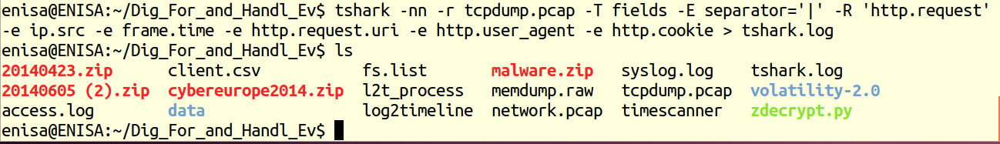 enisa@ENISA:~/Dig_For_and_Handl_Ev$ tshark -nn -r tcpdump.pcap -T fields -E separator='|' -R 'http.request'
-e ip.src -e frame.time -e http.request.uri -e http.user_agent -e http.cookie > tshark.log
enisa@ENISA:~/Dig_For_and_Handl_Ev$ ls
20140423.zip client.csv fs.list malware.zip syslog.log tshark.log
20140605 (2).zip cybereurope2014.zip l2t_process memdump.raw tcpdump.pcap volatility-2.0
access.log data log2timeline network.pcap timescanner zdecrypt.py
enisa@ENISA:~/Dig_For_and_Handl_Ev$